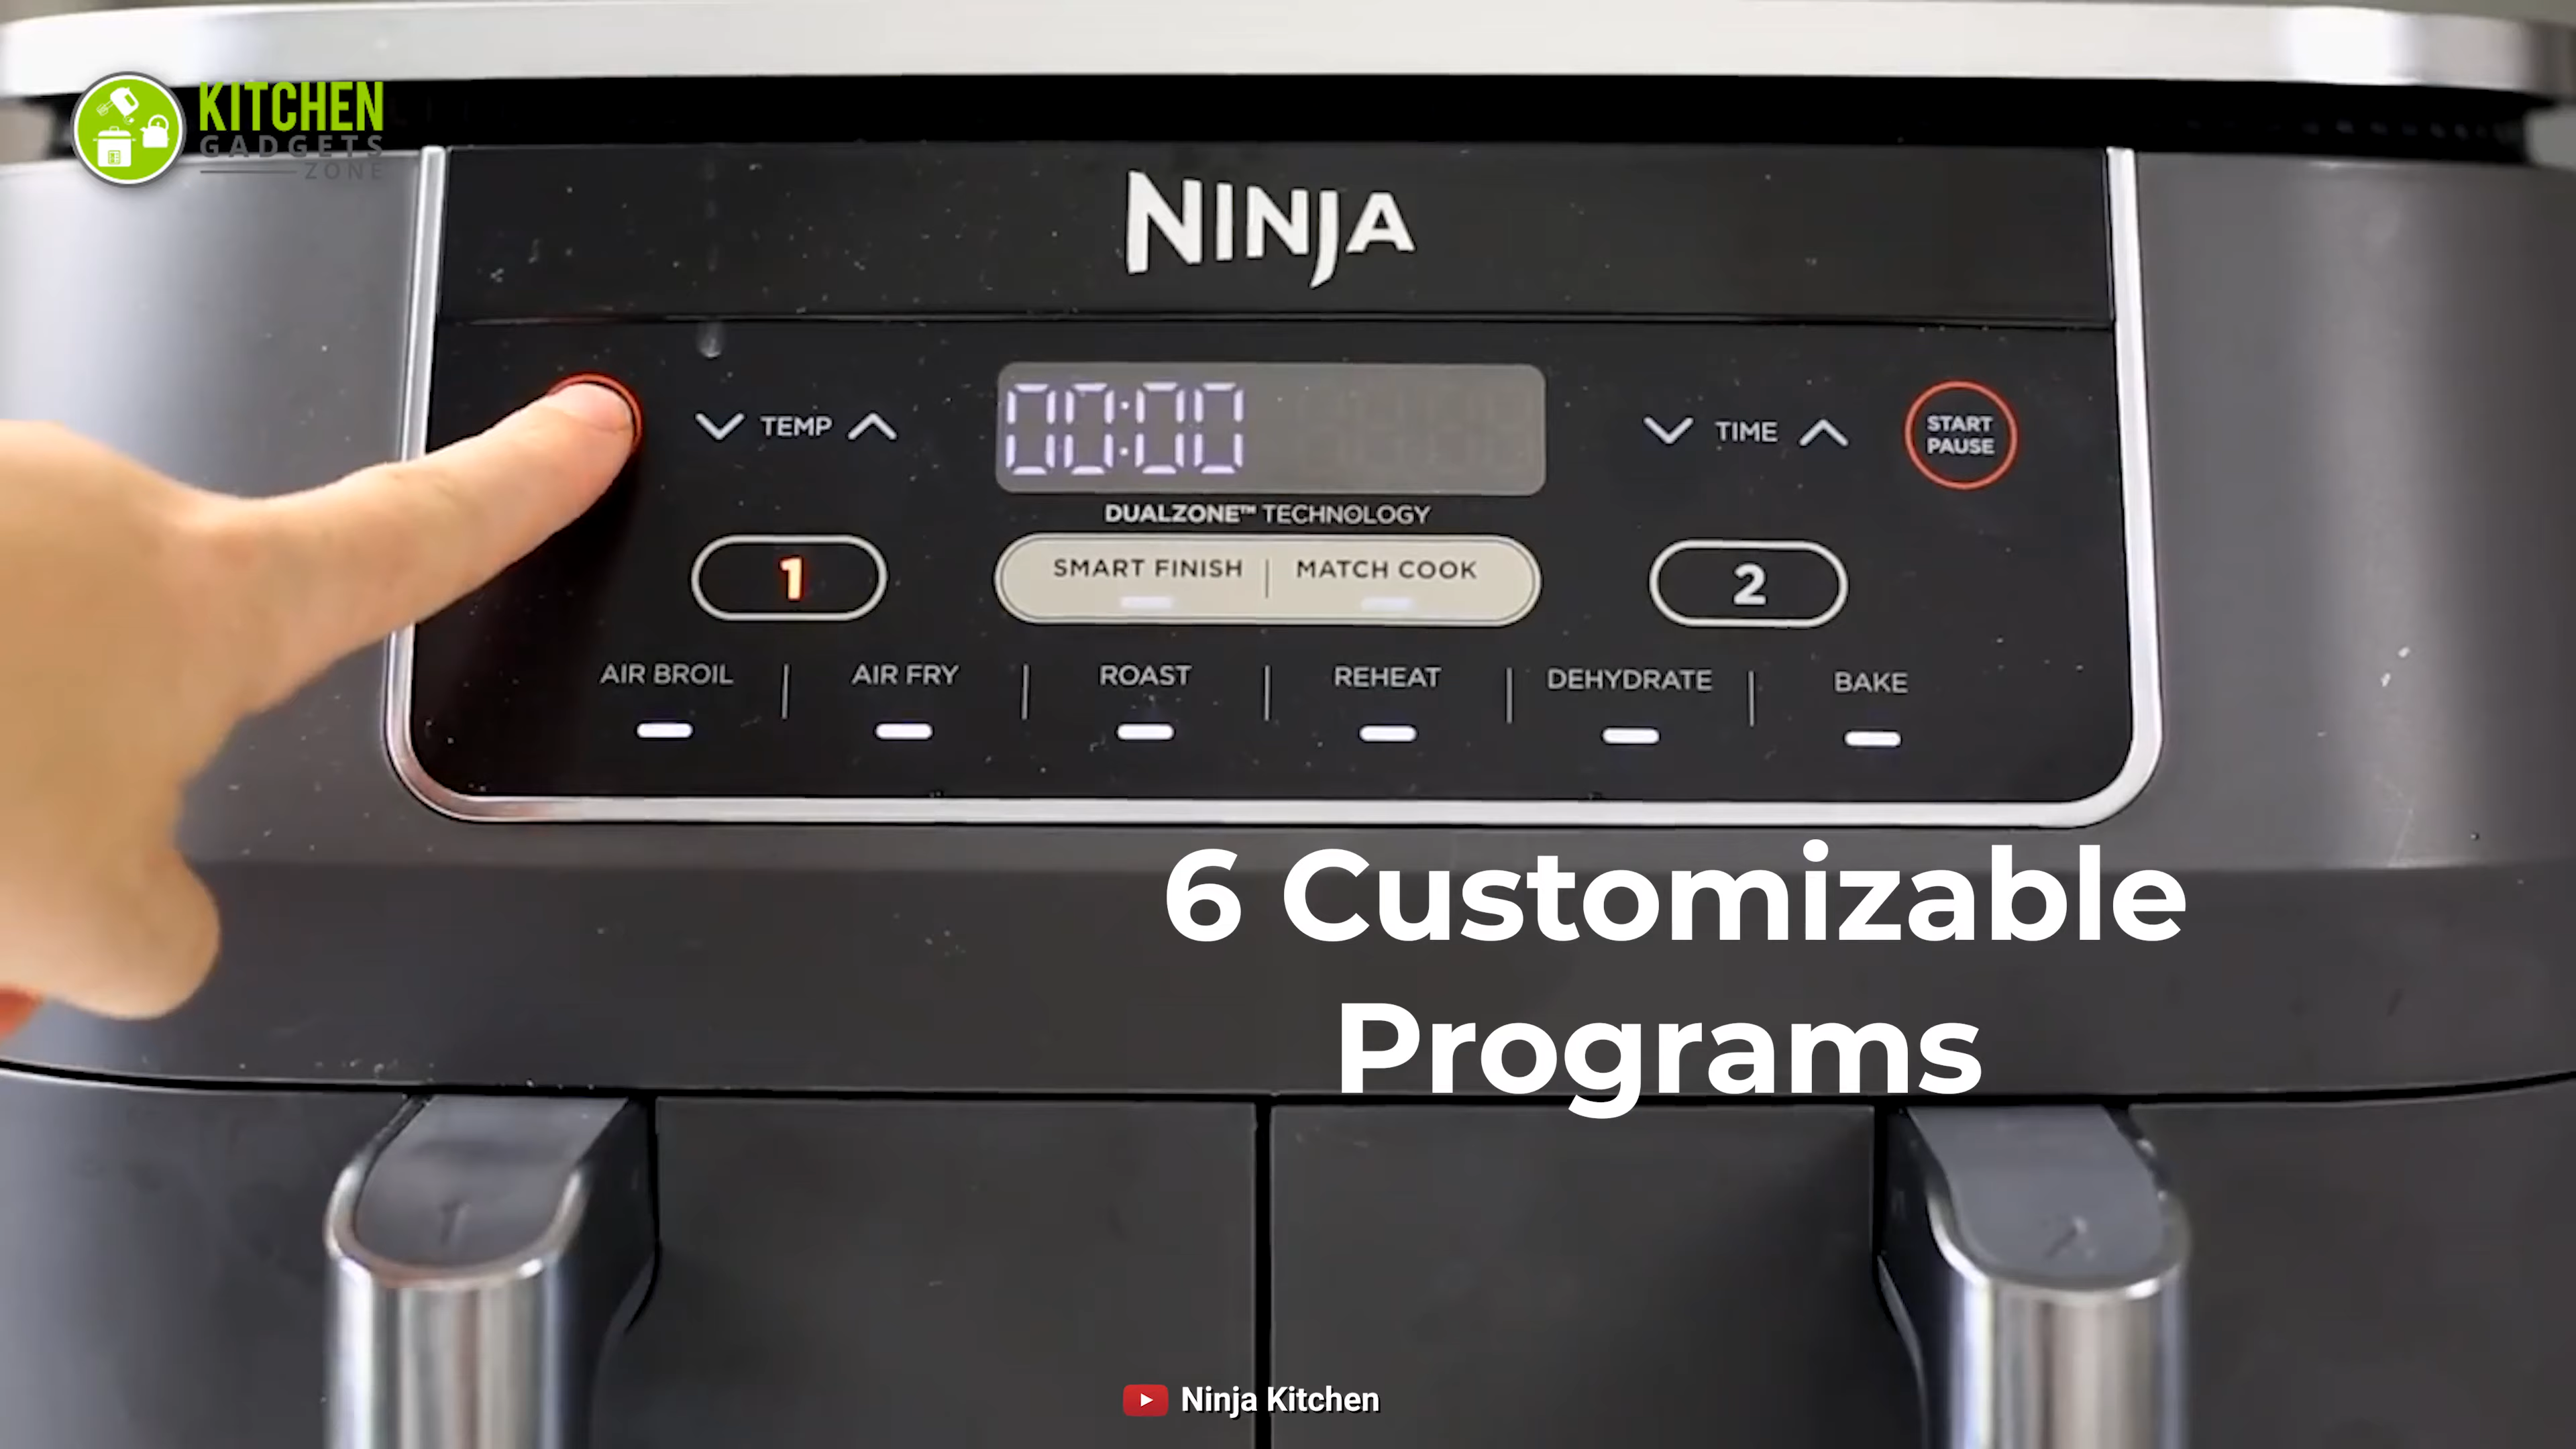 KITCHEN
GADGETS
ZONE
NINJA
TEMP
00:00
TIME
START
PAUSE
DUALZONE™ TECHNOLOGY
1
SMART FINISH
MATCH COOK
2
AIR BROIL
AIR FRY
ROAST
REHEAT
DEHYDRATE
BAKE
6 Customizable
Programs
1
Ninja Kitchen